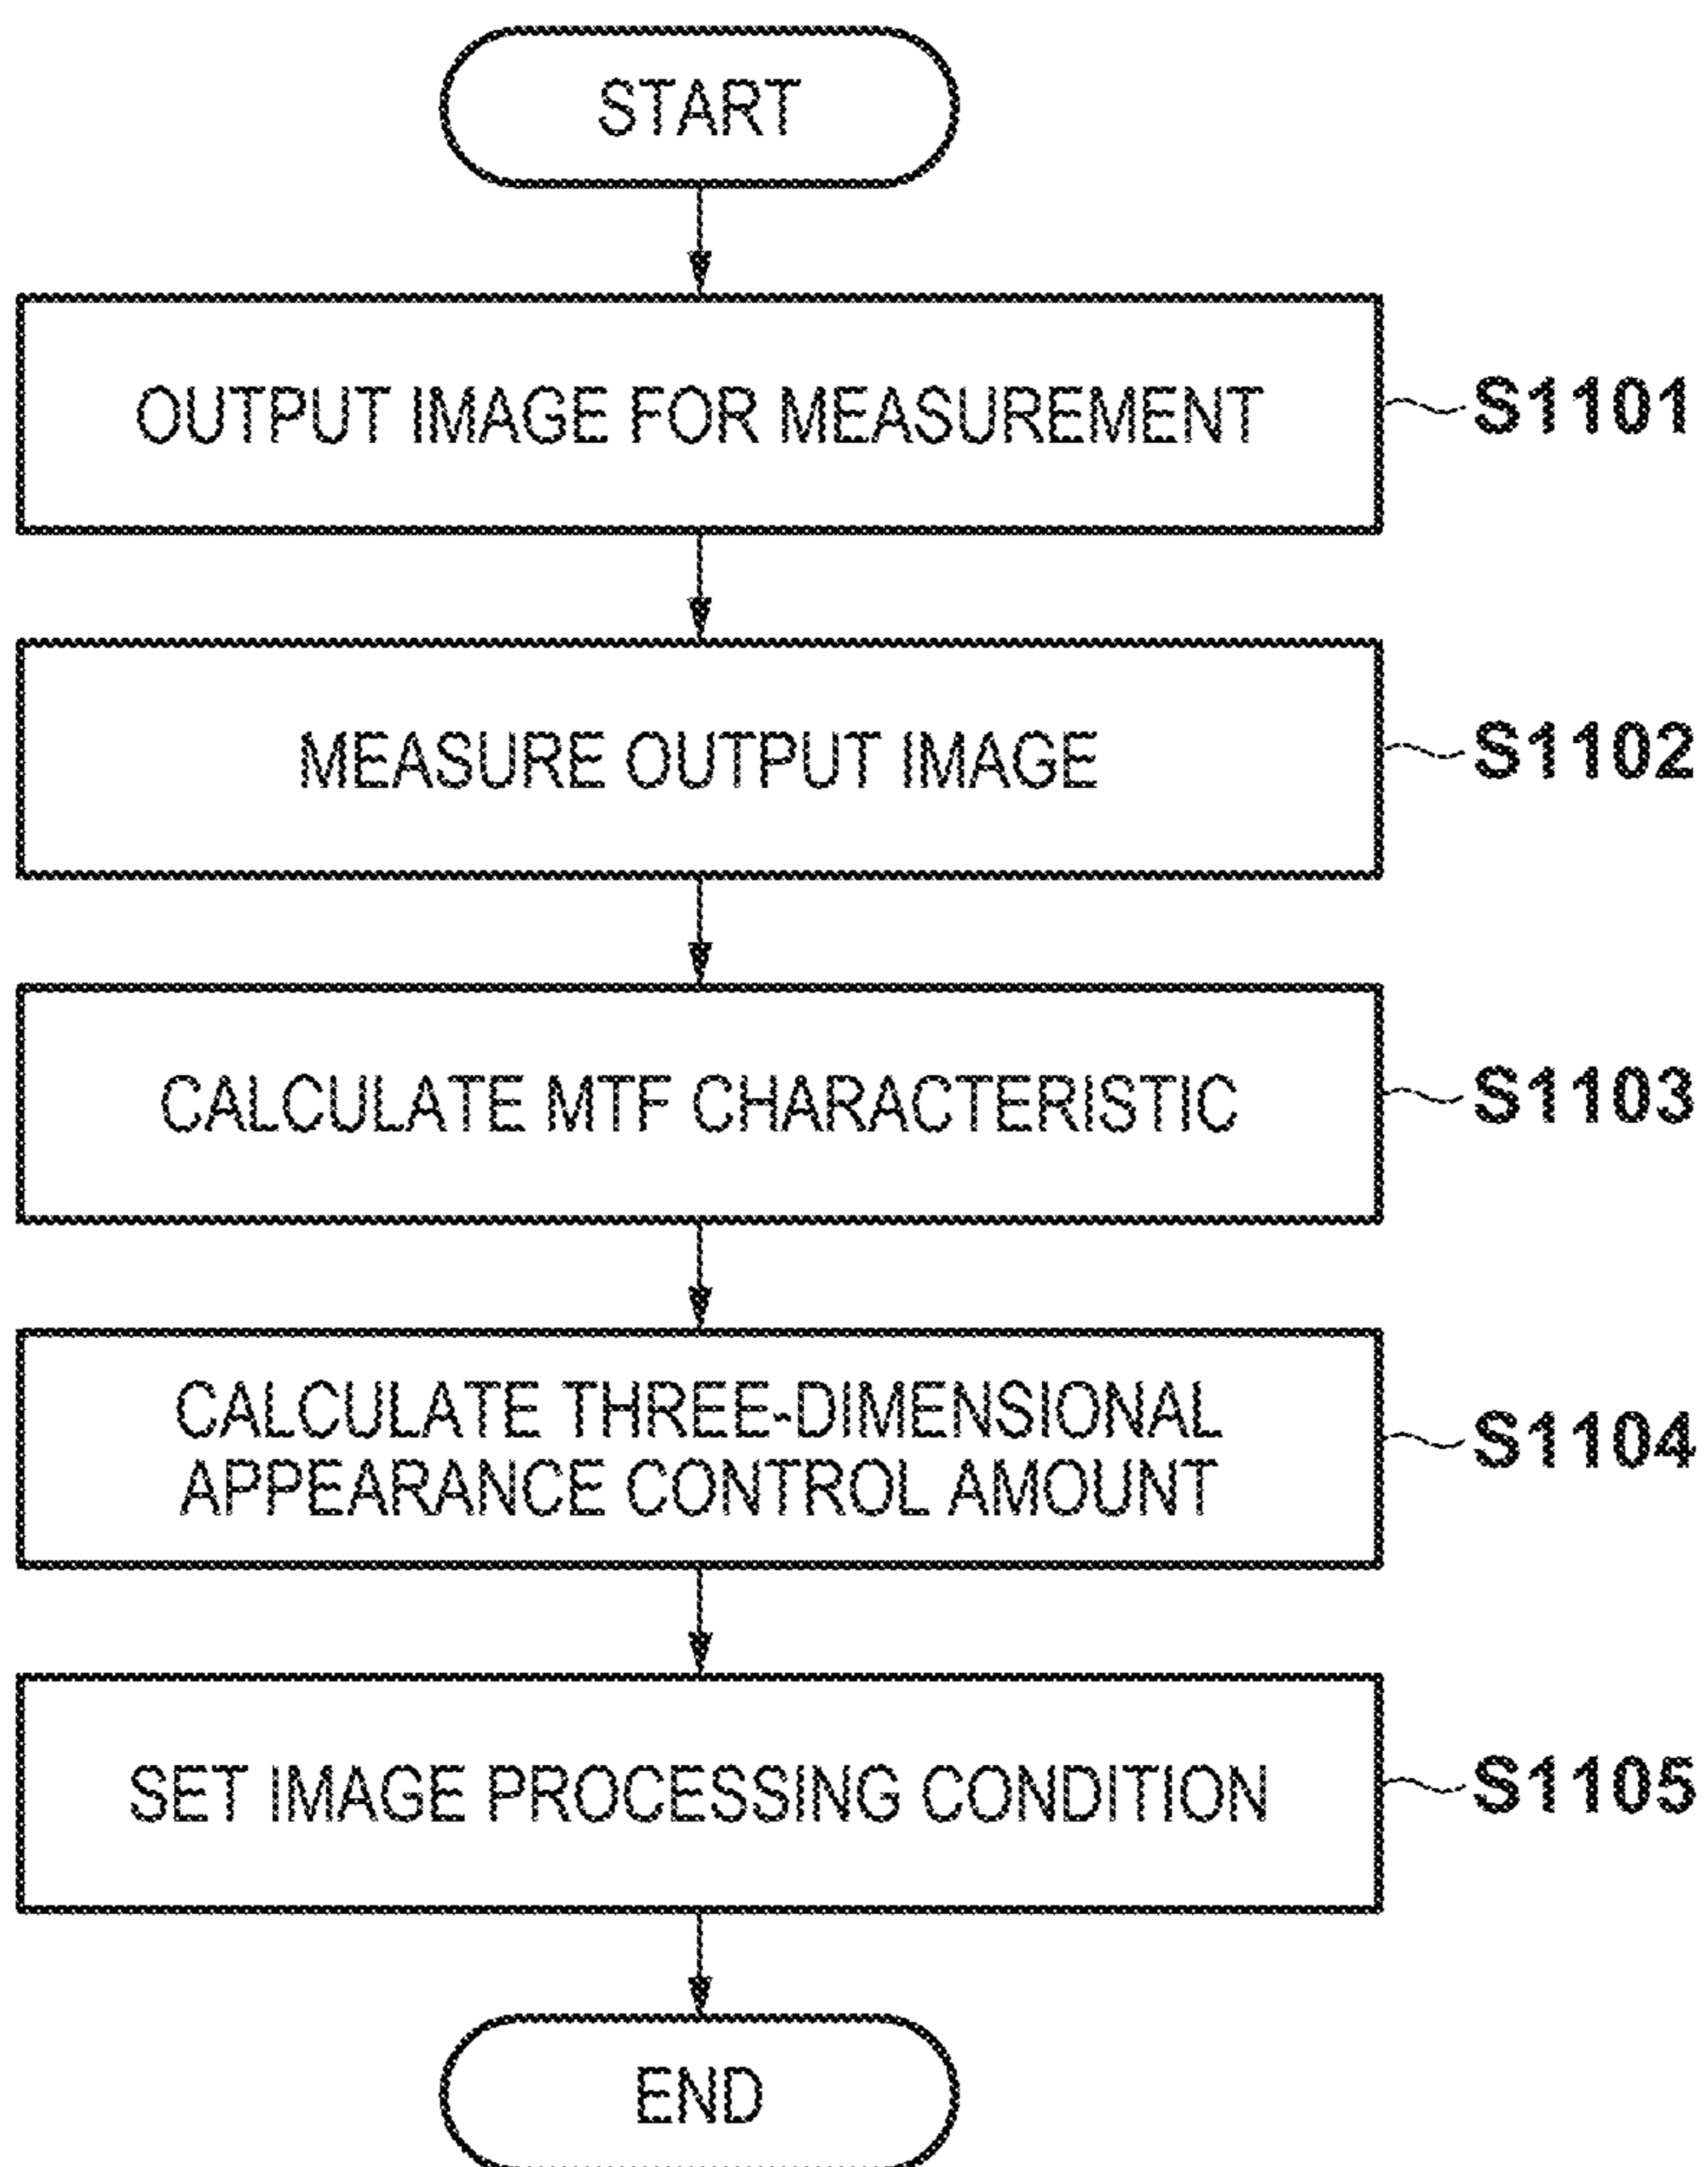 START
OUTPUT IMAGE FOR MEASUREMENT
S1101
MEASURE OUTPUT IMAGE
S1102
CALCULATE MTF CHARACTERISTIC
S1103
CALCULATE THREE-DIMENSIONAL
APPEARANCE CONTROL AMOUNT
S1104
SET IMAGE PROCESSING CONDITION
S1105
END